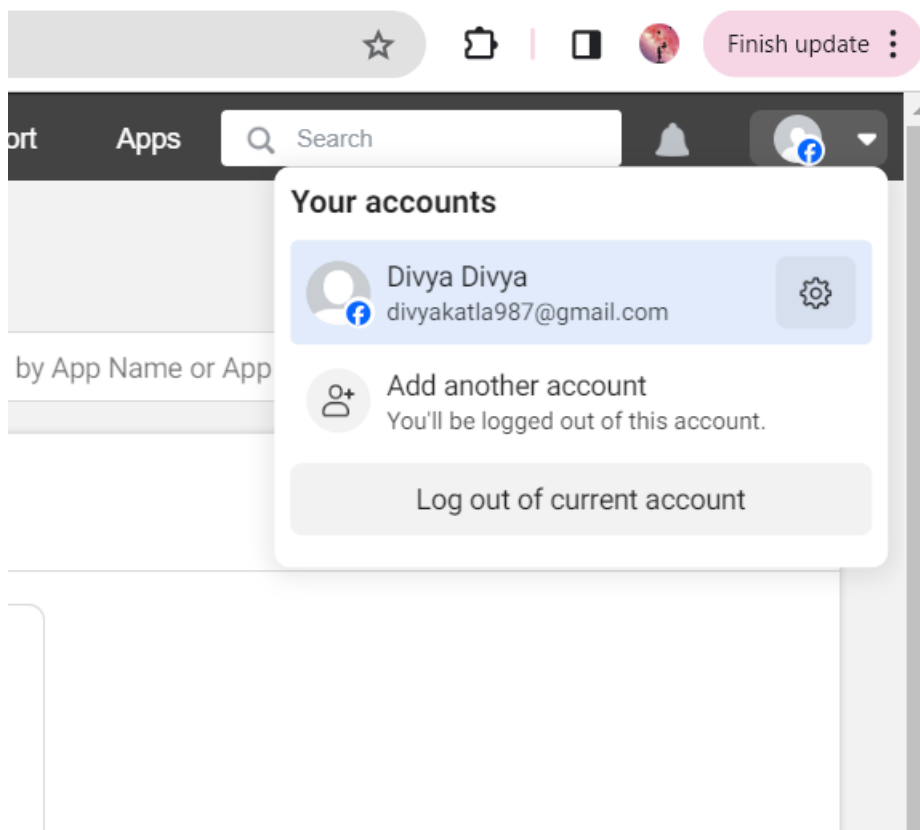 Finish update
ort Apps Search
Your accounts
Divya Divya
divyakatla987@gmail.com
by App Name or App
Add another account
You'll be logged out of this account.
Log out of current account